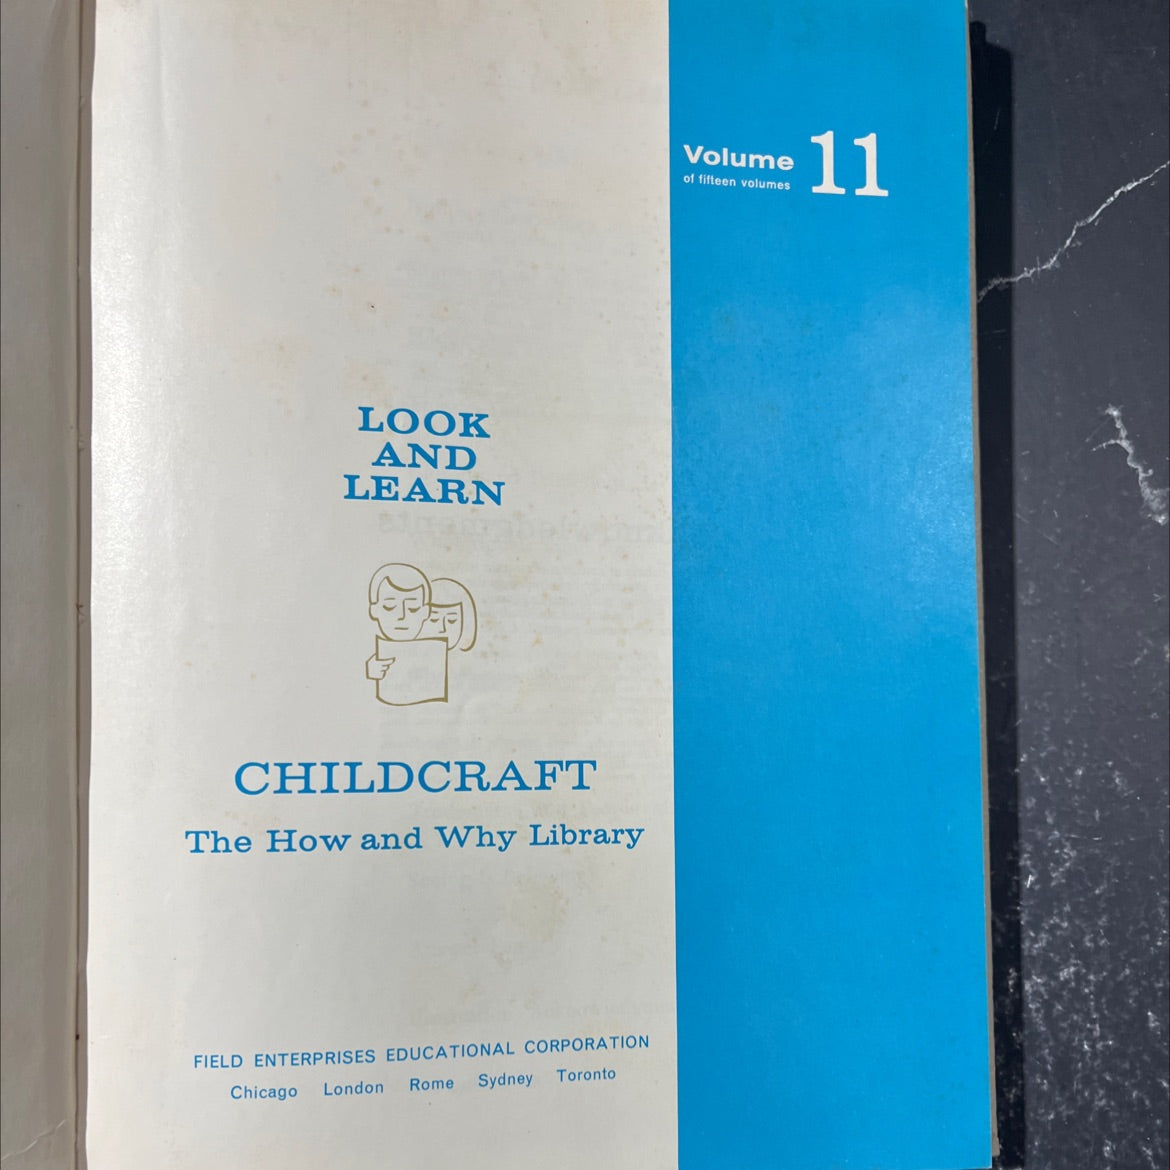 Volume 11
of fifteen volumes
LOOK
AND
LEARN
CHILDCRAFT
The How and Why Library
FIELD ENTERPRISES EDUCATIONAL CORPORATION
Chicago London Rome Sydney Toronto